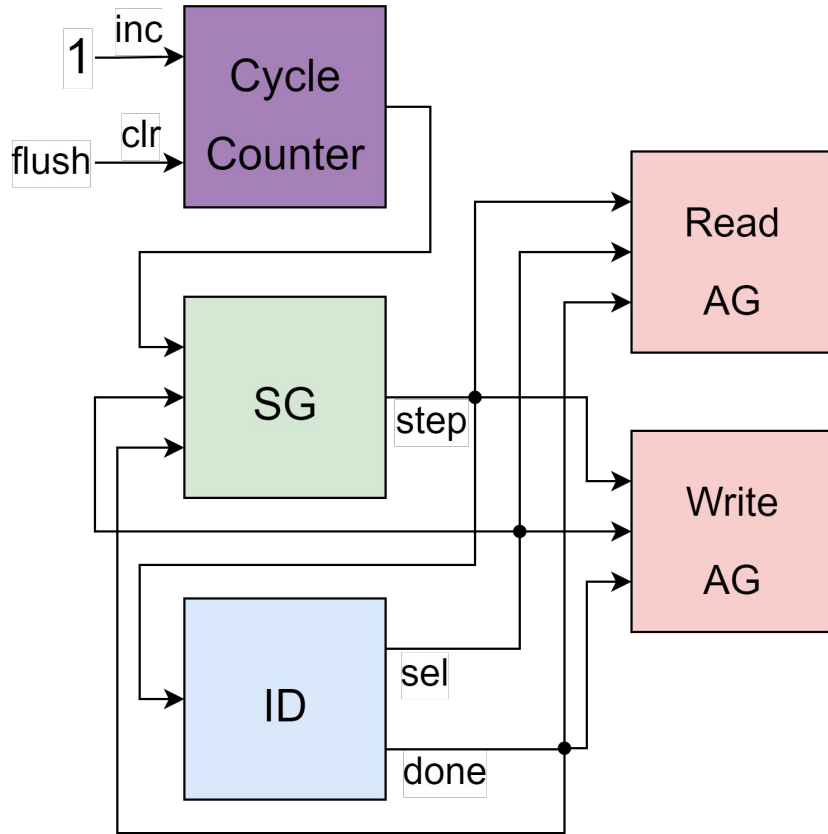 inc
1
Cycle
Counter
clr
flush
Read
AG
SG
step
Write
AG
ID
sel
done